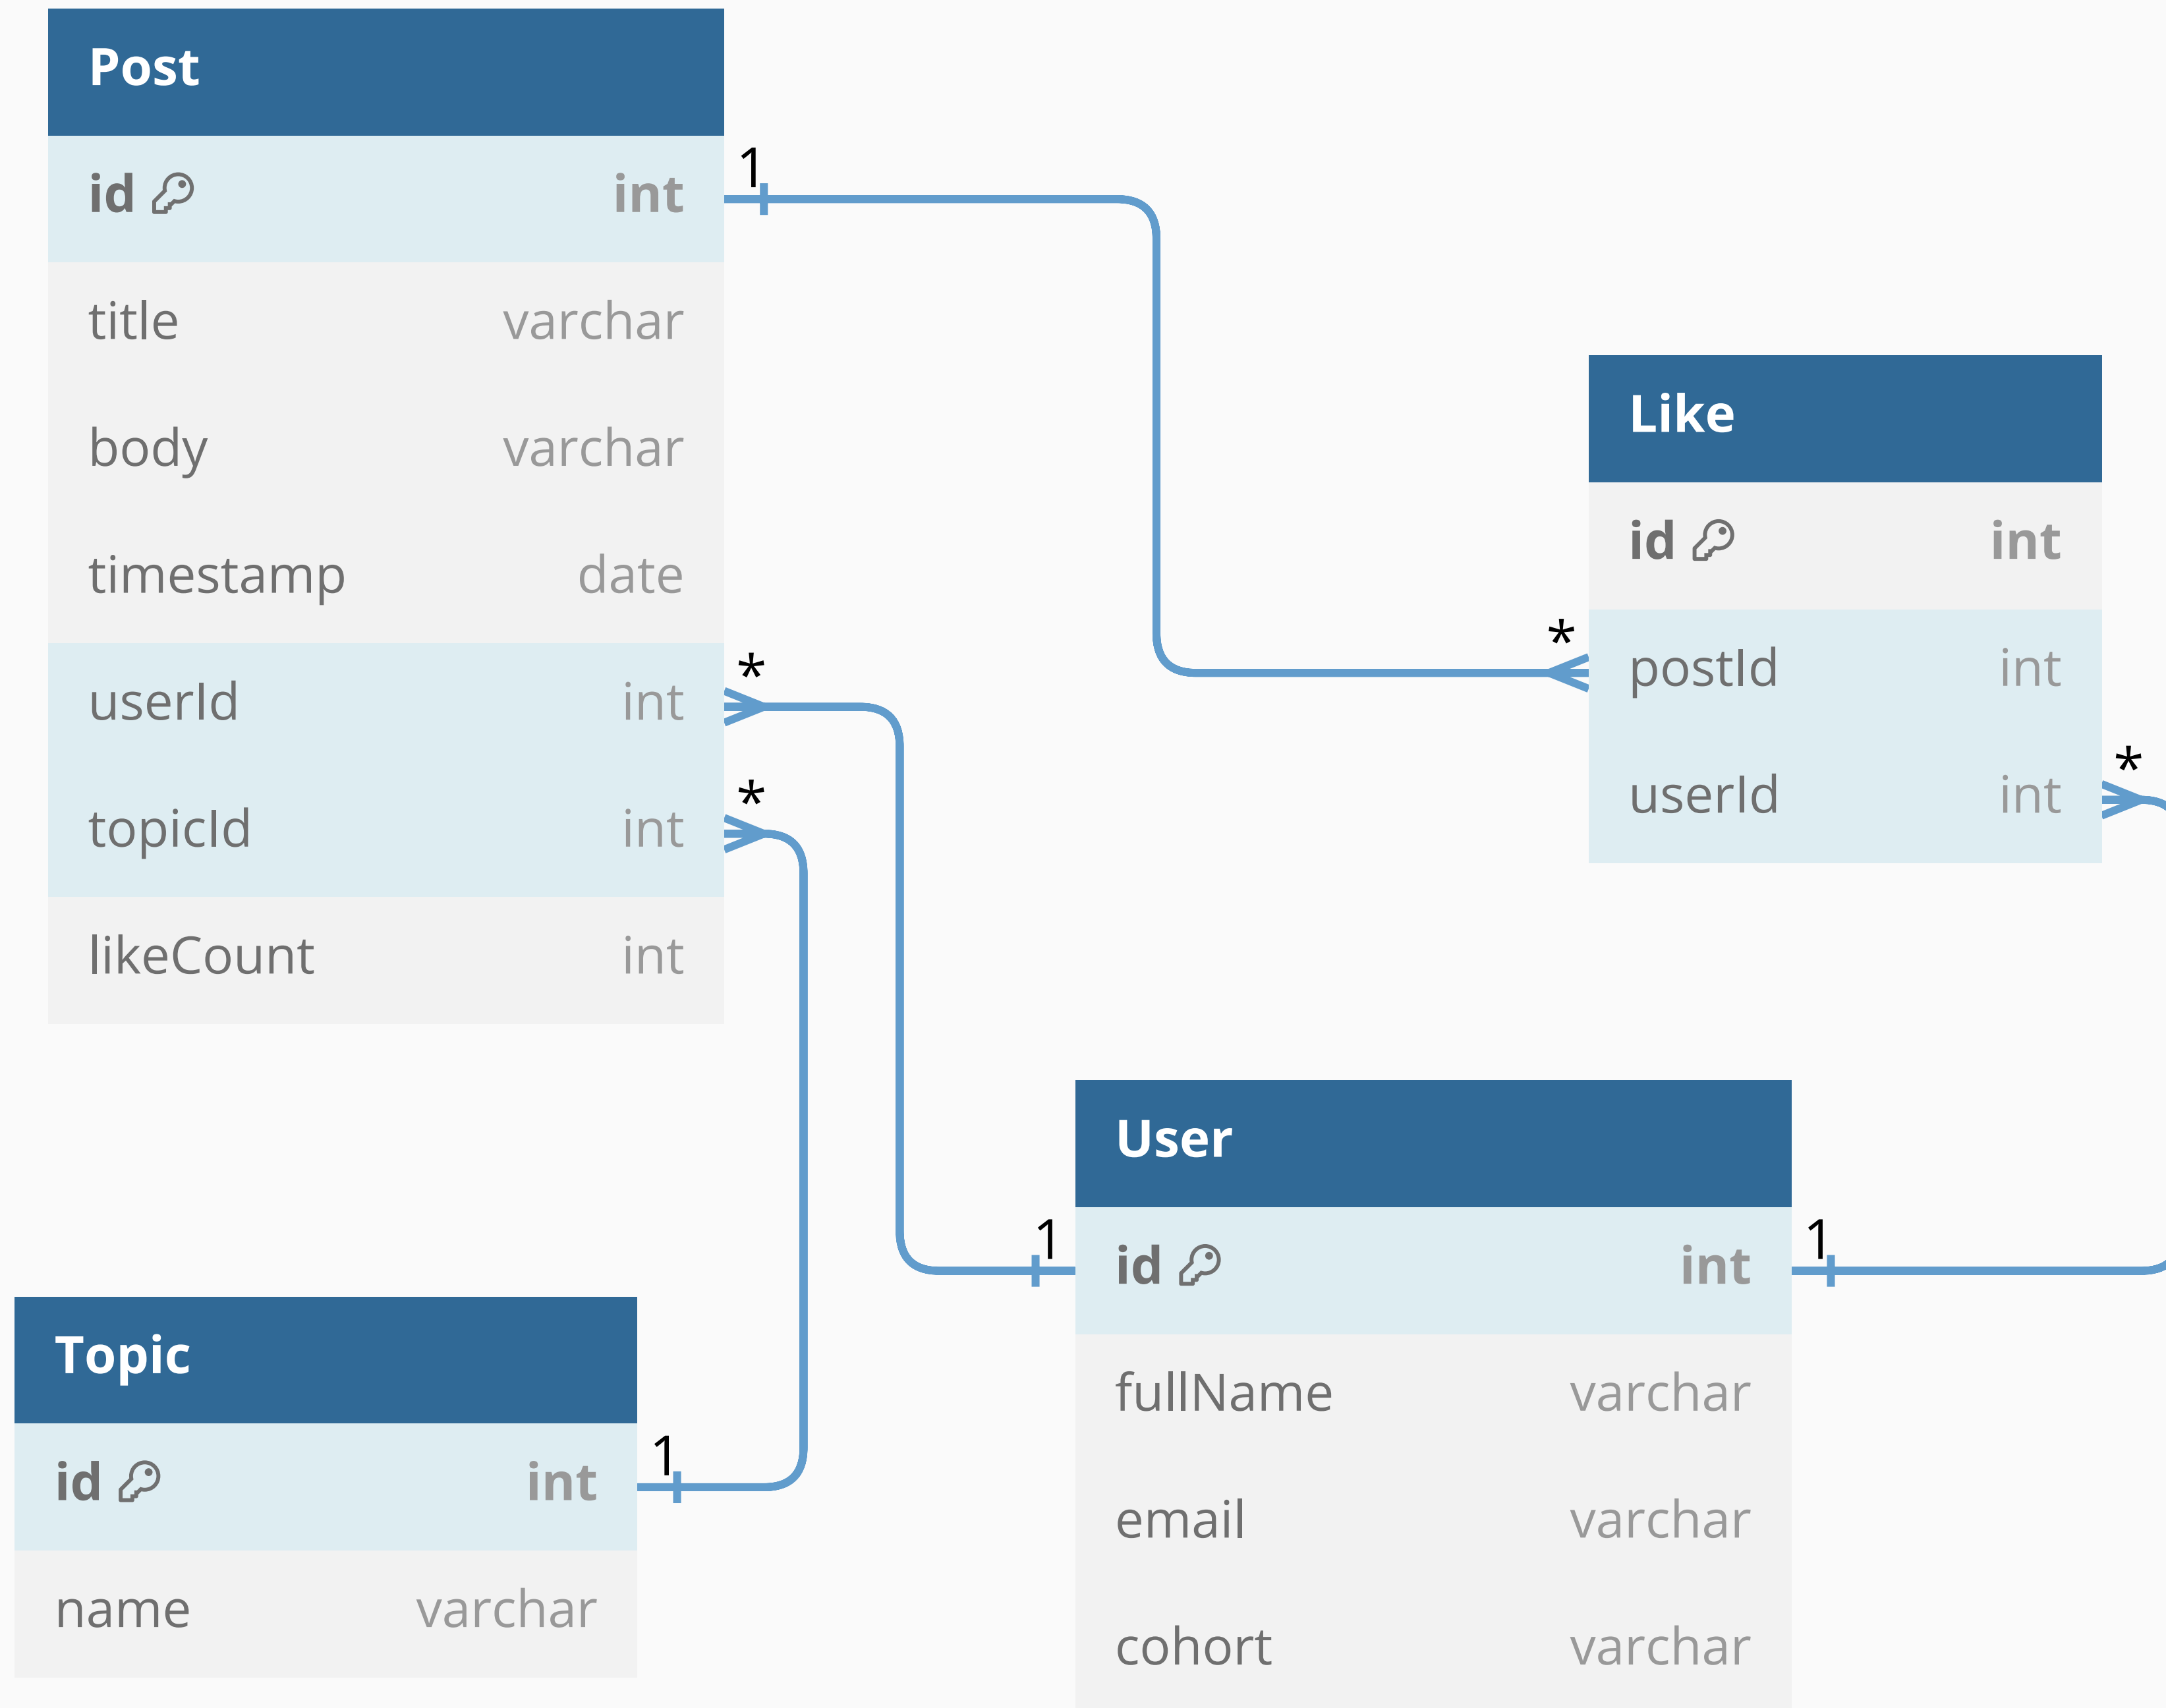 Post
id int
title varchar
body varchar
timestamp date
userId int
topicId int
likeCount int
1
*
*
Like
id int
postId int
userId int
*
*
User
id int
fullName varchar
email varchar
cohort varchar
1
1
Topic
id int
name varchar
1